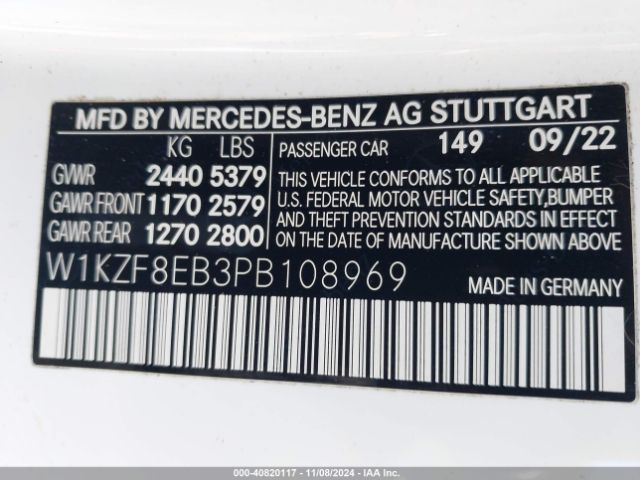 MFD BY MERCEDES-BENZ AG STUTTGART
KG LBS
PASSENGER CAR 149 09/22
GVWR 2440 5379
GAWR FRONT 1170 2579
GAWR REAR 1270 2800
THIS VEHICLE CONFORMS TO ALL APPLICABLE
U.S. FEDERAL MOTOR VEHICLE SAFETY,BUMPER
AND THEFT PREVENTION STANDARDS IN EFFECT
ON THE DATE OF MANUFACTURE SHOWN ABOVE
W1KZF8EB3PB108969
MADE IN GERMANY
000-40820117 - 11/08/2024 - IAAI.com